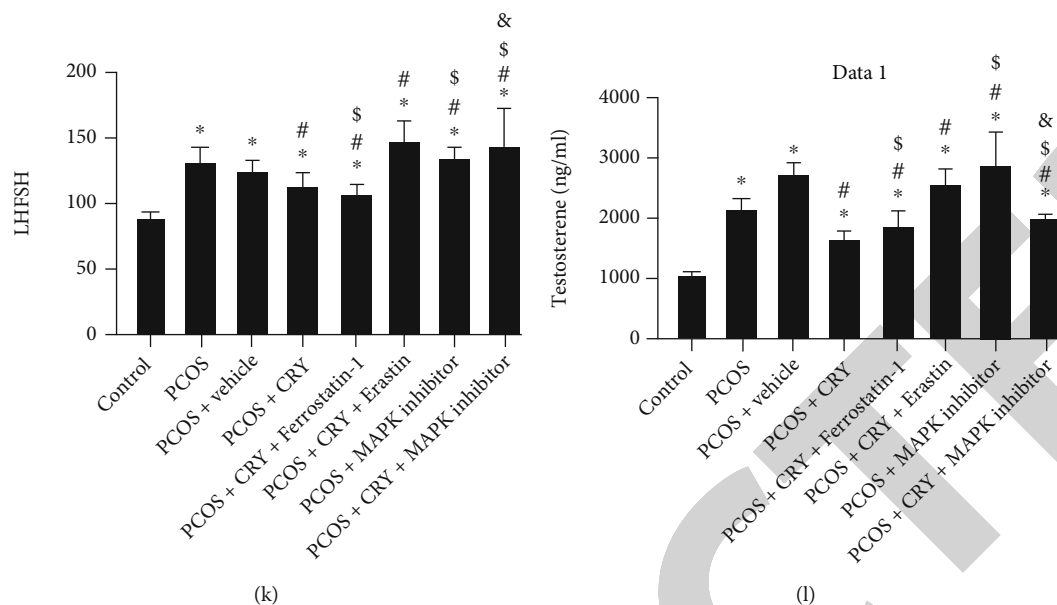 LHFSH
200
150
100
50
0
*
*
#
*
$
#
*
#
*
$
#
*
&
$
#
*
Control
PCOS
PCOS + vehicle
PCOS + CRY
PCOS + CRY + Ferrostatin-1
PCOS + CRY + Erastin
PCOS + MAPK inhibitor
PCOS + CRY + MAPK inhibitor
(k)
Data 1
Testosterene (ng/ml)
4000
3000
2000
1000
0
*
*
#
*
$
#
*
#
*
$
#
*
&
$
#
*
Control
PCOS
PCOS + vehicle
PCOS + CRY
PCOS + CRY + Ferrostatin-1
PCOS + CRY + Erastin
PCOS + MAPK inhibitor
PCOS + CRY + MAPK inhibitor
(l)